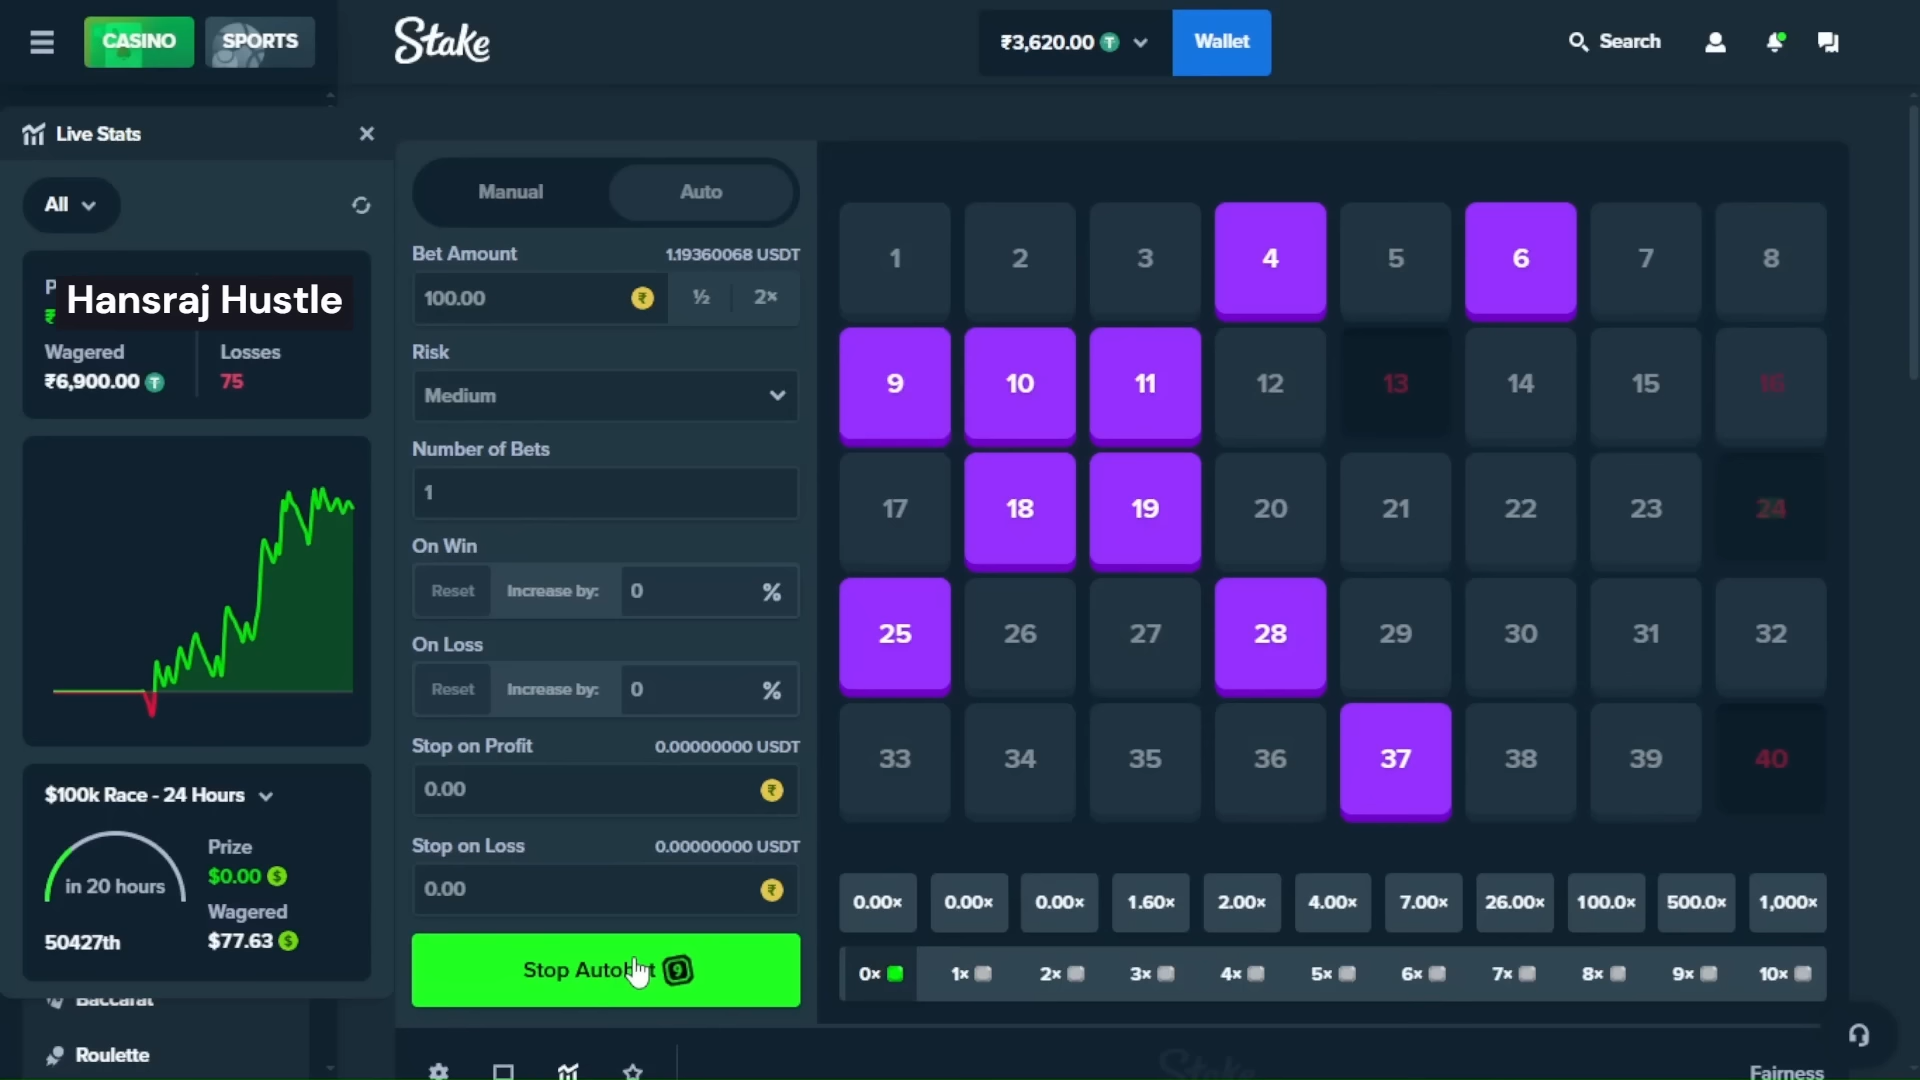 CASINO
SPORTS
Stake
₹3,620.00
Wallet
Search
Live Stats
All
Hansraj Hustle
Wagered
Losses
₹6,900.00
75
$100k Race - 24 Hours
in 20 hours
Prize
$0.00
Wagered
50427th
$77.63
Baccarat
Roulette
Manual
Auto
Bet Amount
1.19360068 USDT
100.00
½
2×
Risk
Medium
Number of Bets
1
On Win
Reset
Increase by:
0
%
On Loss
Reset
Increase by:
0
%
Stop on Profit
0.00000000 USDT
0.00
Stop on Loss
0.00000000 USDT
0.00
Stop Autobet
1 2 3 4 5 6 7 8
9 10 11 12 13 14 15 16
17 18 19 20 21 22 23 24
25 26 27 28 29 30 31 32
33 34 35 36 37 38 39 40
0.00× 0.00× 0.00× 1.60× 2.00× 4.00× 7.00× 26.00× 100.0× 500.0× 1,000×
0× 1× 2× 3× 4× 5× 6× 7× 8× 9× 10×
Stake
Fairness